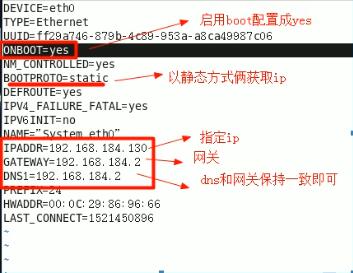 DEVICE=eth0
TYPE=Ethernet
启用boot配置成yes
UUID=ff29a746-879b-4c89-953a-a8ca49987c06
ONBOOT=yes
NM_CONTROLLED=yes
BOOTPROTO=static
以静态方式俩获取ip
DEFROUTE=yes
IPV4_FAILURE_FATAL=yes
IPV6INIT=no
NAME="System eth0"
IPADDR=192.168.184.130
指定ip
GATEWAY=192.168.184.2
网关
DNS1=192.168.184.2
dns和网关保持一致即可
PREFIX=24
HWADDR=00:0C:29:86:96:66
LAST_CONNECT=1521450896
~
~
~